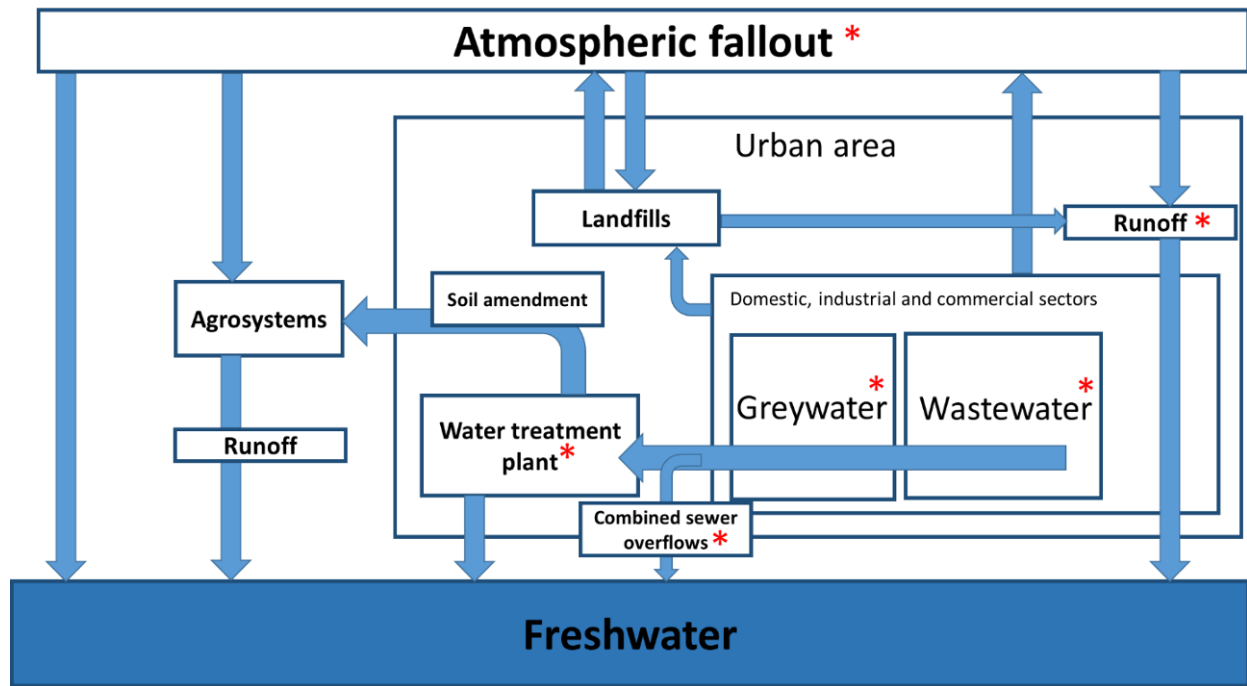 Atmospheric fallout *
Urban area
Landfills
Runoff *
Soil amendment
Domestic, industrial and commercial sectors
Agrosystems
Greywater *
Wastewater *
Water treatment
plant *
Runoff
Combined sewer
overflows *
Freshwater